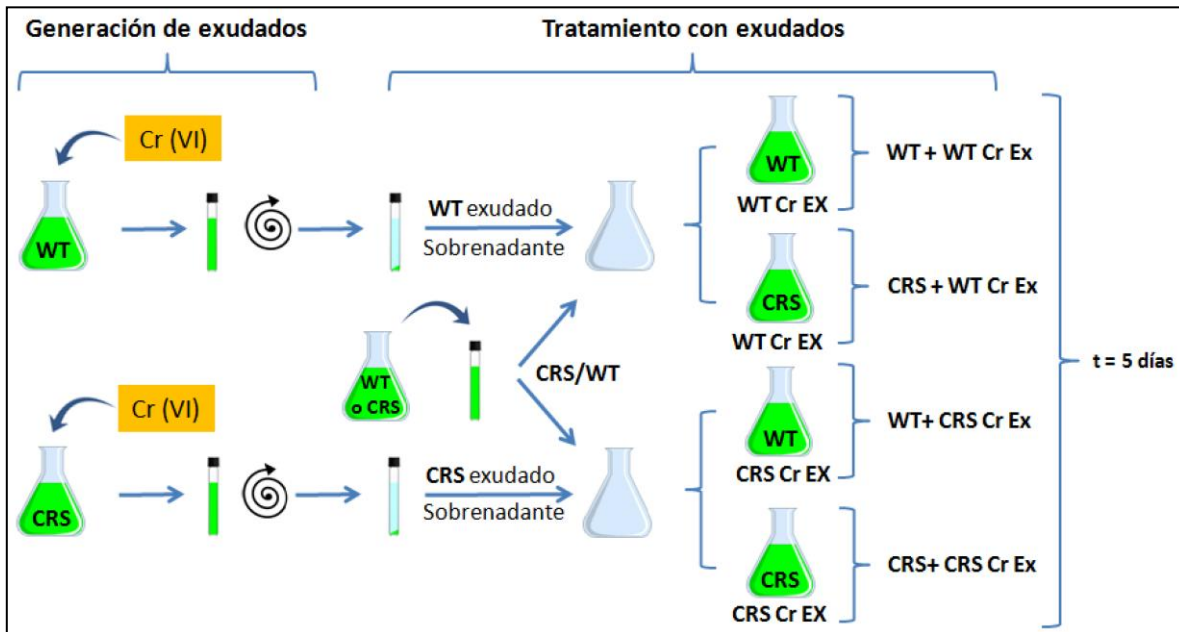 Generación de exudados
Tratamiento con exudados
Cr (VI)
WT
WT exudado
Sobrenadante
WT
WT Cr EX
WT + WT Cr Ex
CRS
WT Cr EX
CRS + WT Cr Ex
WT
o CRS
CRS/WT
t = 5 días
Cr (VI)
CRS
CRS exudado
Sobrenadante
WT
CRS Cr EX
WT+ CRS Cr Ex
CRS
CRS Cr EX
CRS+ CRS Cr Ex